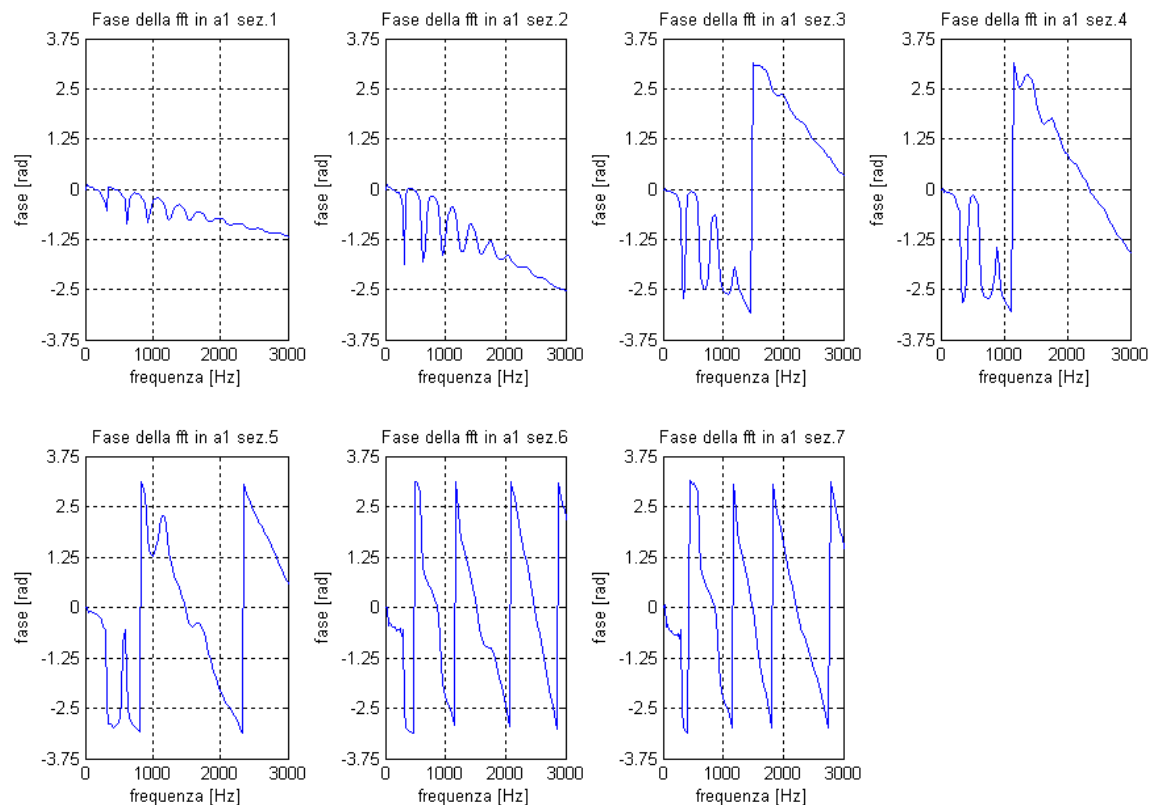 Fase della fft in a1 sez.1
3.75
2.5
1.25
0
-1.25
-2.5
-3.75
fase [rad]
0 1000 2000 3000
frequenza [Hz]
Fase della fft in a1 sez.2
3.75
2.5
1.25
0
-1.25
-2.5
-3.75
fase [rad]
0 1000 2000 3000
frequenza [Hz]
Fase della fft in a1 sez.3
3.75
2.5
1.25
0
-1.25
-2.5
-3.75
fase [rad]
0 1000 2000 3000
frequenza [Hz]
Fase della fft in a1 sez.4
3.75
2.5
1.25
0
-1.25
-2.5
-3.75
fase [rad]
0 1000 2000 3000
frequenza [Hz]
Fase della fft in a1 sez.5
3.75
2.5
1.25
0
-1.25
-2.5
-3.75
fase [rad]
0 1000 2000 3000
frequenza [Hz]
Fase della fft in a1 sez.6
3.75
2.5
1.25
0
-1.25
-2.5
-3.75
fase [rad]
0 1000 2000 3000
frequenza [Hz]
Fase della fft in a1 sez.7
3.75
2.5
1.25
0
-1.25
-2.5
-3.75
fase [rad]
0 1000 2000 3000
frequenza [Hz]